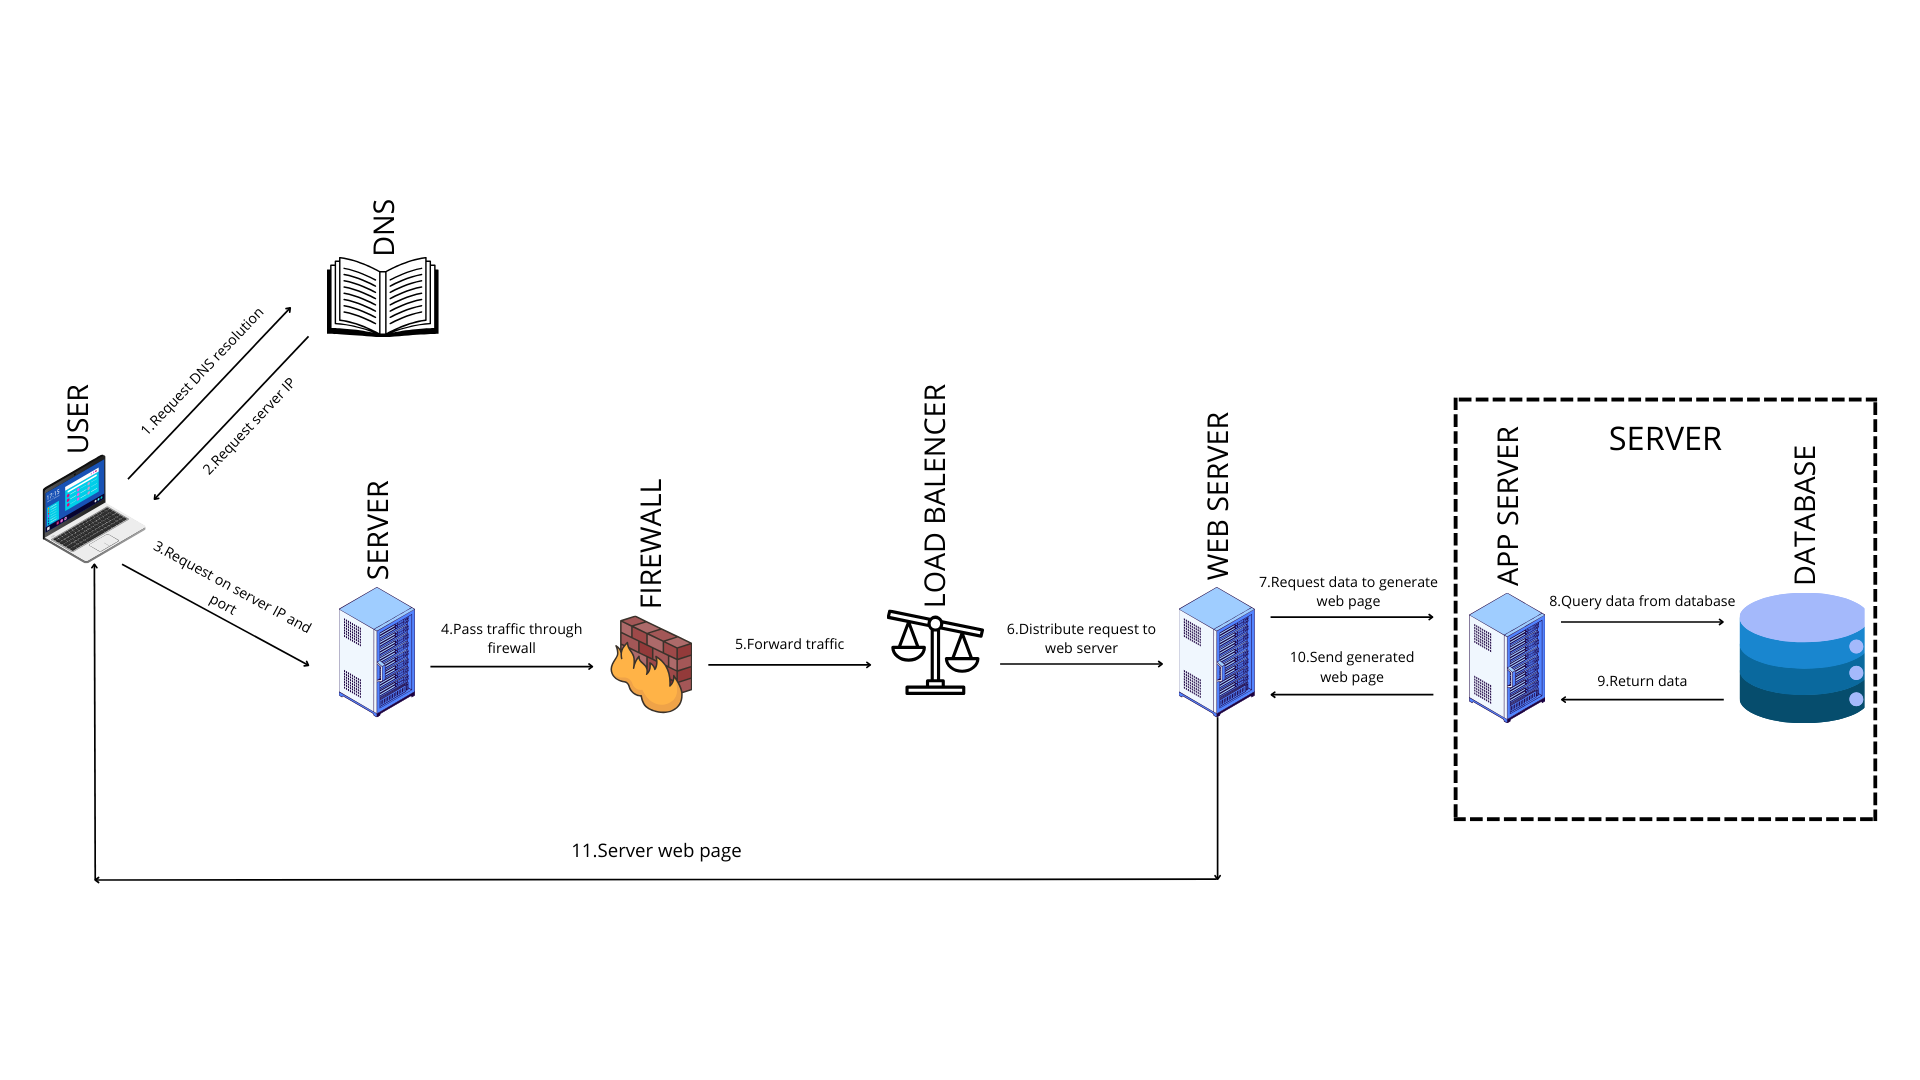 DNS
1.Request DNS resolution
2.Request server IP
USER
17:15
3.Request on server IP and
port
SERVER
4.Pass traffic through
firewall
FIREWALL
5.Forward traffic
LOAD BALENCER
6.Distribute request to
web server
WEB SERVER
7.Request data to generate
web page
10.Send generated
web page
SERVER
APP SERVER
8.Query data from database
9.Return data
DATABASE
11.Server web page